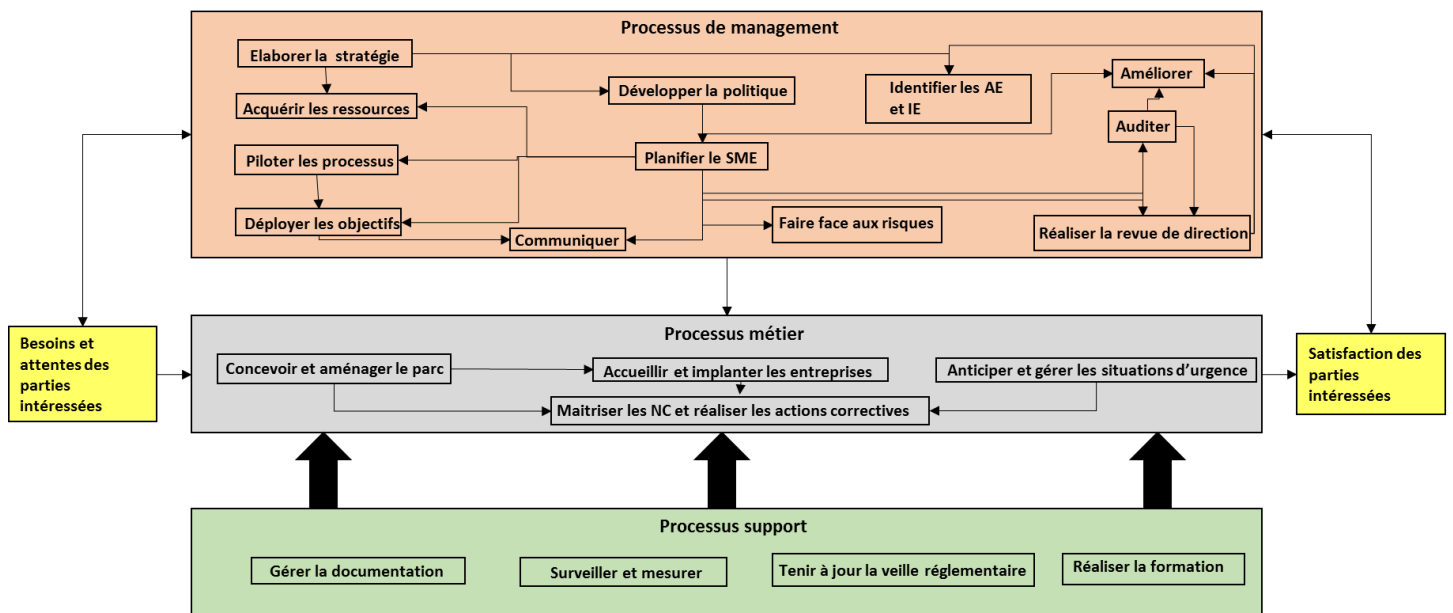 Processus de management
Elaborer la stratégie
Acquérir les ressources
Développer la politique
Identifier les AE
et IE
Améliorer
Auditer
Piloter les processus
Planifier le SME
Déployer les objectifs
Communiquer
Faire face aux risques
Réaliser la revue de direction
Besoins et
attentes des
parties
intéressées
Processus métier
Concevoir et aménager le parc
Accueillir et implanter les entreprises
Anticiper et gérer les situations d’urgence
Maitriser les NC et réaliser les actions correctives
Satisfaction des
parties
intéressées
Processus support
Gérer la documentation
Surveiller et mesurer
Tenir à jour la veille réglementaire
Réaliser la formation